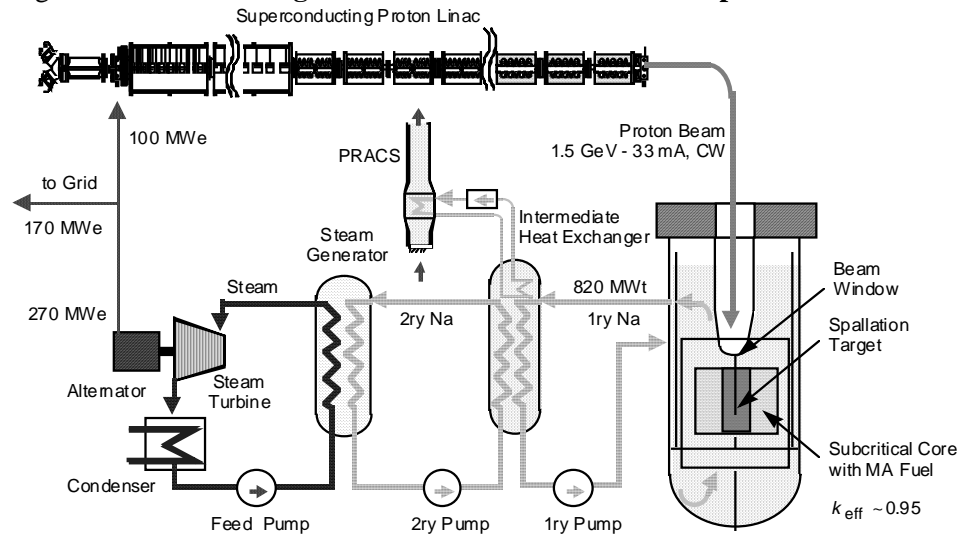 Superconducting Proton Linac
100 MWe
Proton Beam
1.5 GeV - 33 mA, CW
PRACS
to Grid
170 MWe
Intermediate
Heat Exchanger
Steam
Generator
Beam
Window
Steam
820 MWt
270 MWe
2ry Na
1ry Na
Spallation
Target
Alternator
Steam
Turbine
Subcritical Core
with MA Fuel
Condenser
Feed Pump
2ry Pump
1ry Pump
k eff ~0.95